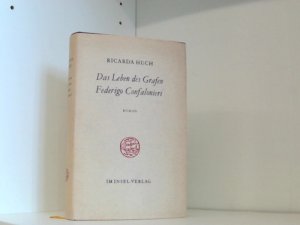 RICARDA HUCH
Das Leben des Grafen
Federigo Confalonieri
ROMAN
IM INSEL-VERLAG